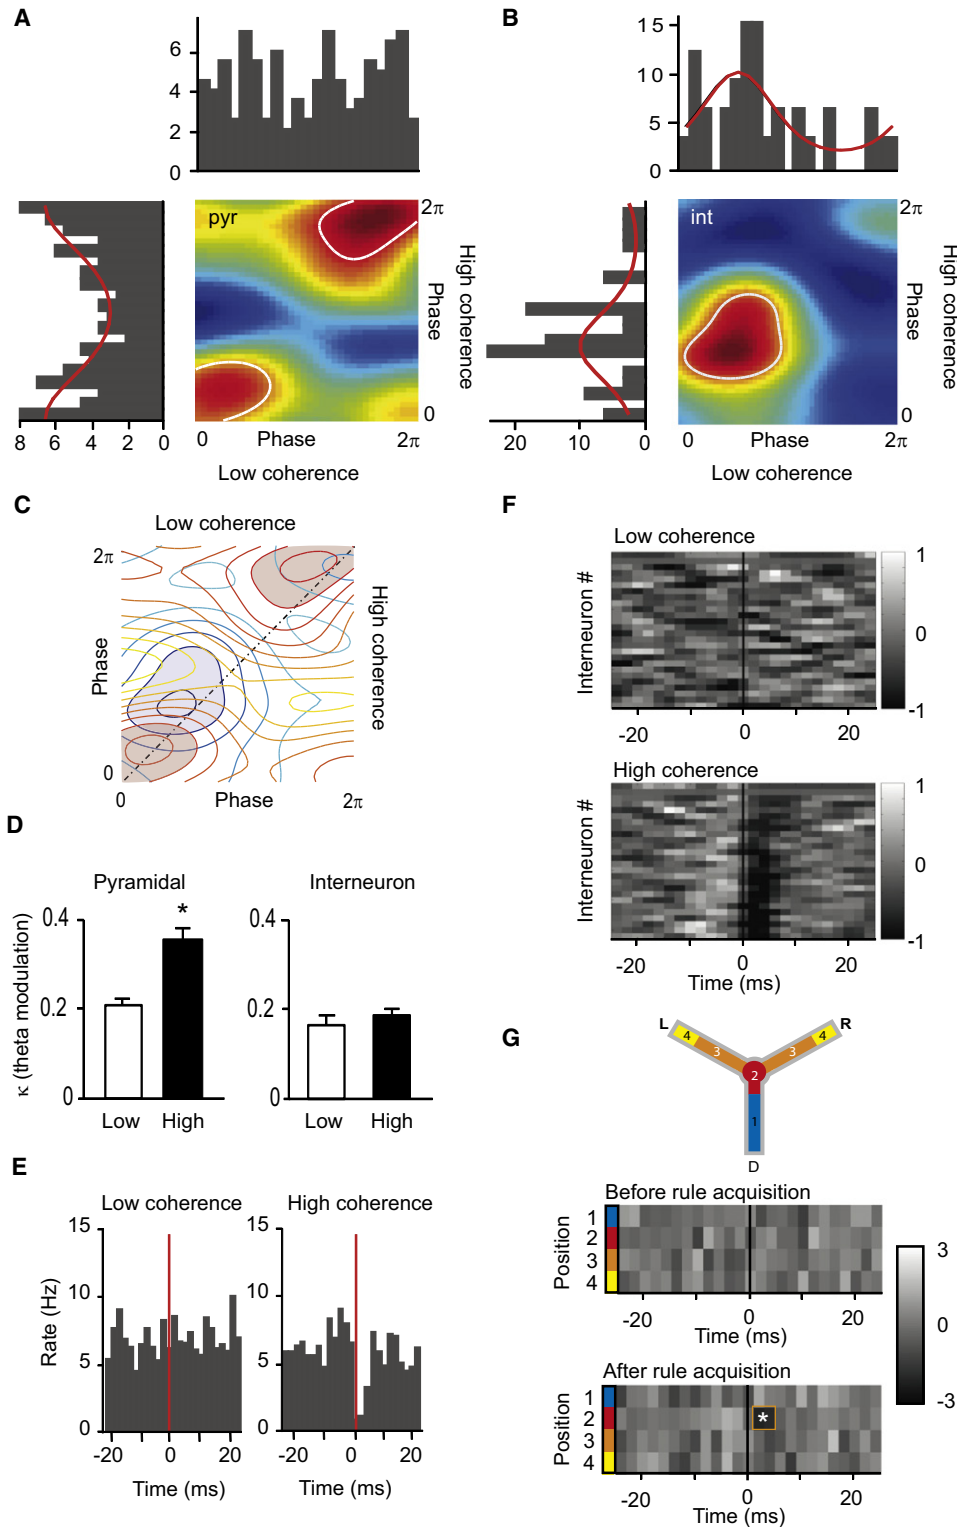 A
6
4
2
0
pyr
2π
0
High coherence
Phase
8 6 4 2 0
0 Phase 2π
Low coherence
B
15
10
5
0
int
2π
0
High coherence
Phase
20 10 0
0 Phase 2π
Low coherence
C
Low coherence
2π
Phase
0
High coherence
0 Phase 2π
D
Pyramidal
κ (theta modulation)
0.4
0.2
0
*
Low High
Interneuron
0.4
0.2
0
Low High
E
Low coherence
Rate (Hz)
15
10
5
0
-20 0 20
Time (ms)
High coherence
15
10
5
0
-20 0 20
Time (ms)
F
Low coherence
Interneuron #
1
0
-1
-20 0 20
High coherence
Interneuron #
1
0
-1
-20 0 20
Time (ms)
G
L R
4 3 2 3 4
1
D
Before rule acquisition
Position
1
2
3
4
-20 0 20
Time (ms)
3
0
-3
After rule acquisition
Position
1
2
3
4
*
-20 0 20
Time (ms)